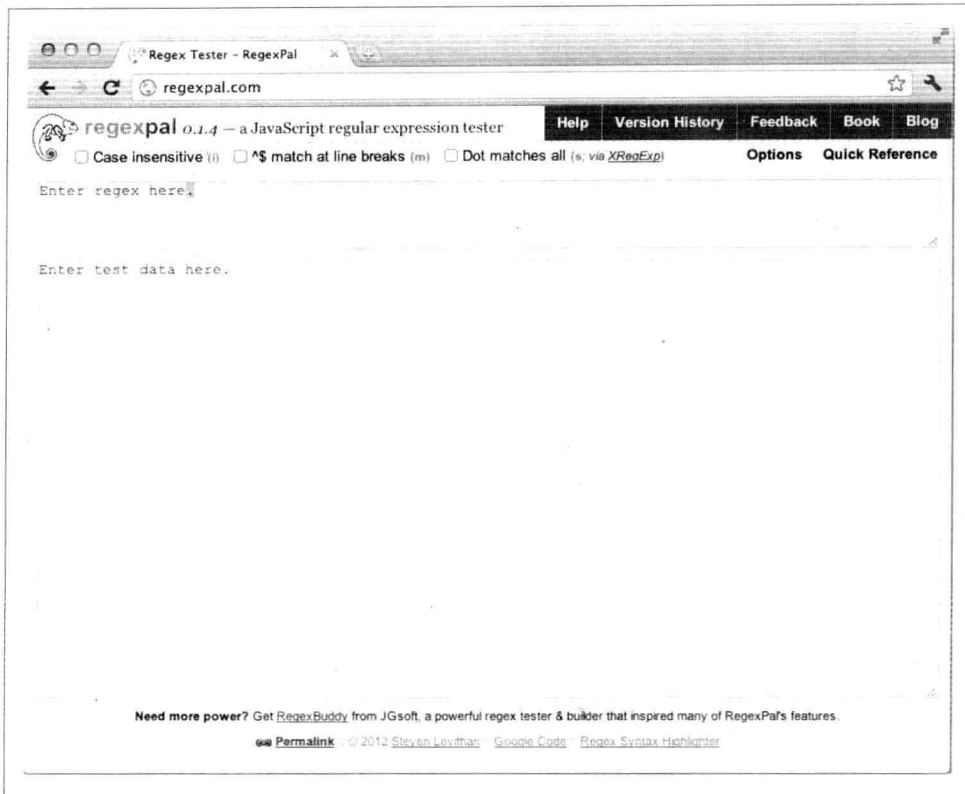 Regex Tester - RegexPal
regexpal.com
regexpal 0.1.4 — a JavaScript regular expression tester
Help Version History Feedback Book Blog
Case insensitive (i) ^$ match at line breaks (m) Dot matches all (s; via XRegExp)
Options Quick Reference
Enter regex here.
Enter test data here.
Need more power? Get RegexBuddy from JGsoft, a powerful regex tester & builder that inspired many of RegexPal's features.
Permalink :: © 2012 Steven Levithan :: Google Code :: Regex Syntax Highlighter